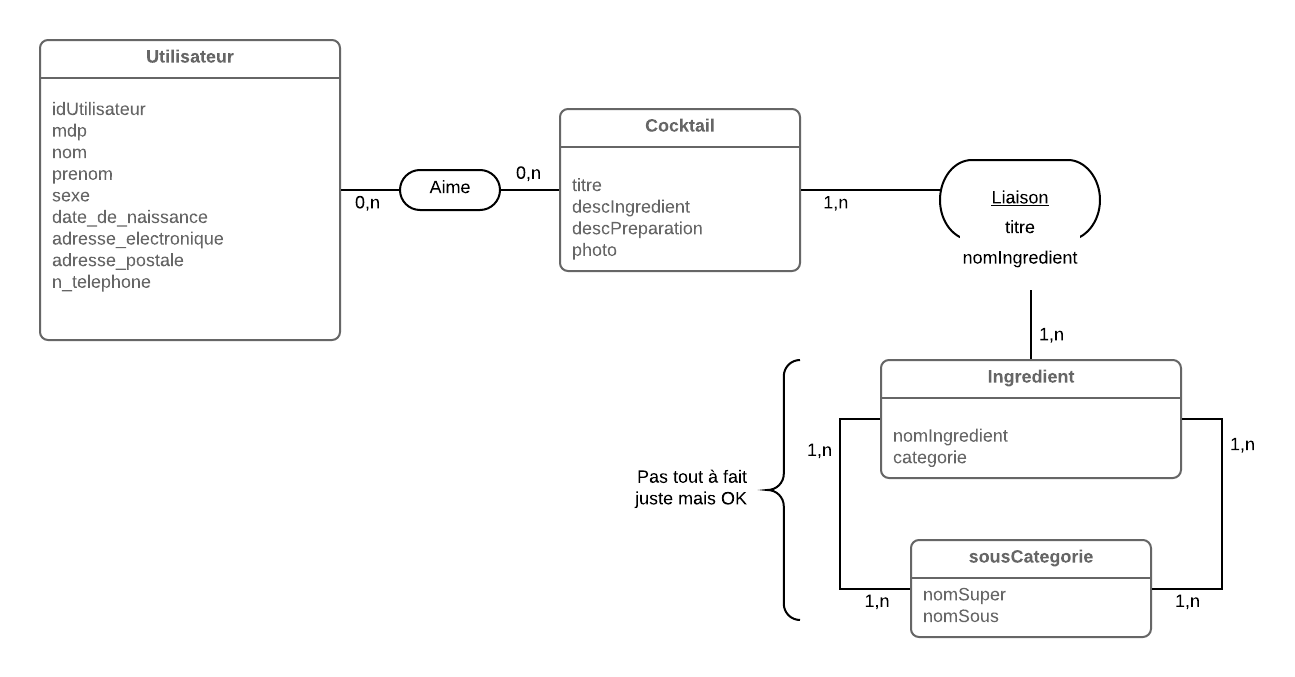 Utilisateur
idUtilisateur
mdp
nom
prenom
sexe
date_de_naissance
adresse_electronique
adresse_postale
n_telephone
0,n
Aime
0,n
Cocktail
titre
descIngredient
descPreparation
photo
1,n
Liaison
titre
nomIngredient
1,n
Ingredient
nomIngredient
categorie
1,n
1,n
Pas tout à fait
juste mais OK
sousCategorie
nomSuper
nomSous
1,n
1,n